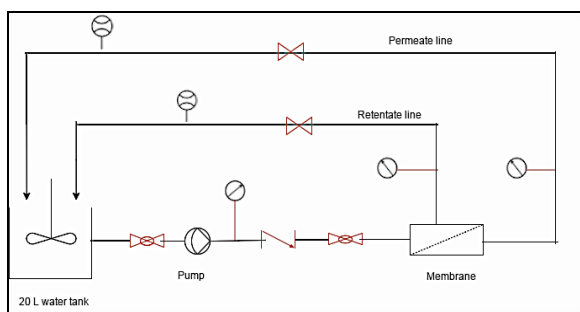 Permeate line
Retentate line
Pump
Membrane
20 L water tank